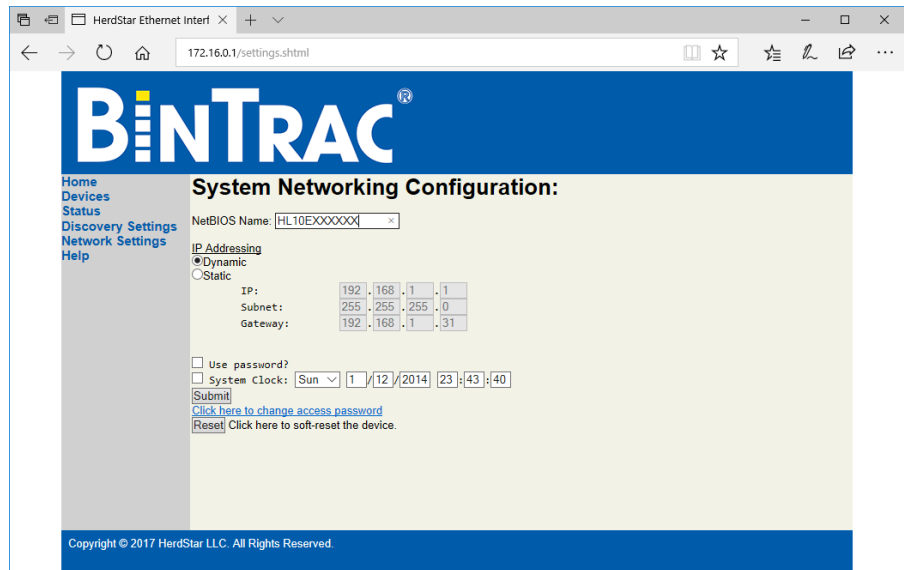 HerdStar Ethernet Interf
172.16.0.1/settings.shtml
BINTRAC®
Home
Devices
Status
Discovery Settings
Network Settings
Help
System Networking Configuration:
NetBIOS Name: HL10EXXXXXX ×
IP Addressing
Dynamic
Static
IP: 192 . 168 . 1 . 1
Subnet: 255 . 255 . 255 . 0
Gateway: 192 . 168 . 1 . 31
Use password?
System Clock: Sun 1 / 12 / 2014 23 : 43 : 40
Submit
Click here to change access password
Reset Click here to soft-reset the device.
Copyright © 2017 HerdStar LLC. All Rights Reserved.